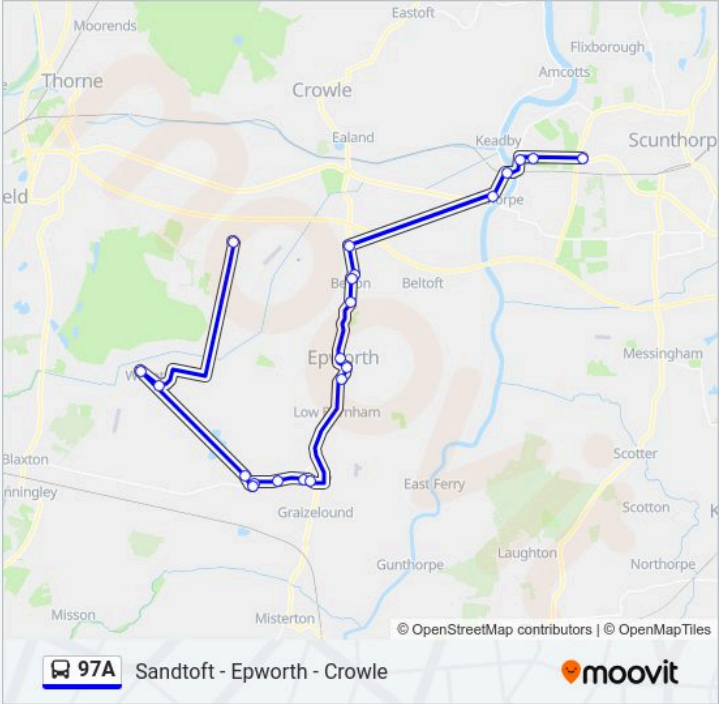 Eastoft
Moorends
Flixborough
Amcotts
Thorne
Crowle
Ealand
Keadby
Scunthorp
eld
Belton
Beltoft
Epworth
Messingham
Low Burnham
Blaxton
nningley
Scotter
East Ferry
Scotton
Graizelound
K
Laughton
Gunthorpe
Northorpe
Misson
Misterton
© OpenStreetMap contributors | © OpenMapTiles
97A Sandtoft - Epworth - Crowle
moovit